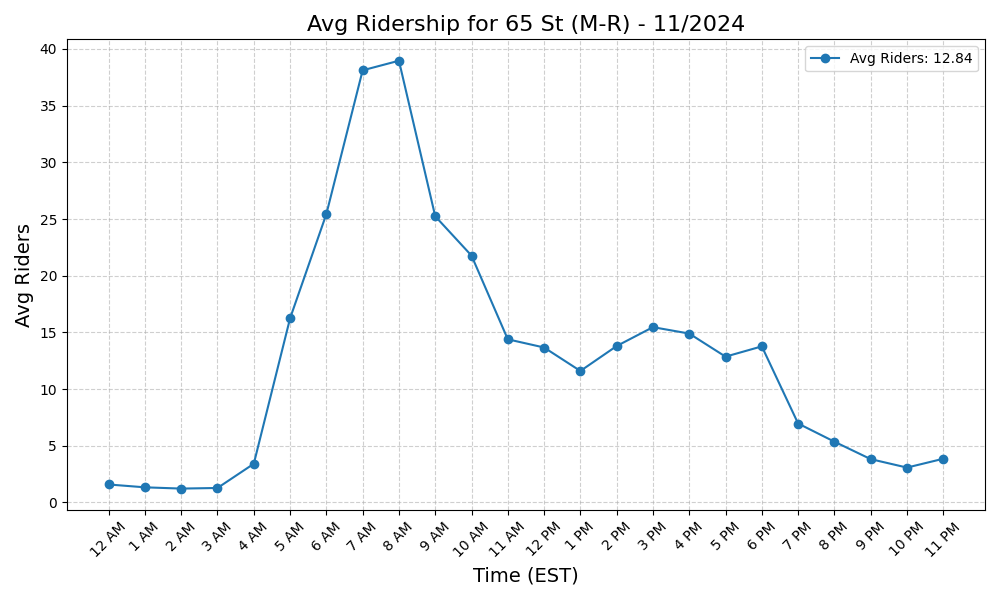 Avg Ridership for 65 St (M-R) - 11/2024
Avg Riders: 12.84
Avg Riders
40
35
30
25
20
15
10
5
0
12 AM
1 AM
2 AM
3 AM
4 AM
5 AM
6 AM
7 AM
8 AM
9 AM
10 AM
11 AM
12 PM
1 PM
2 PM
3 PM
4 PM
5 PM
6 PM
7 PM
8 PM
9 PM
10 PM
11 PM
Time (EST)